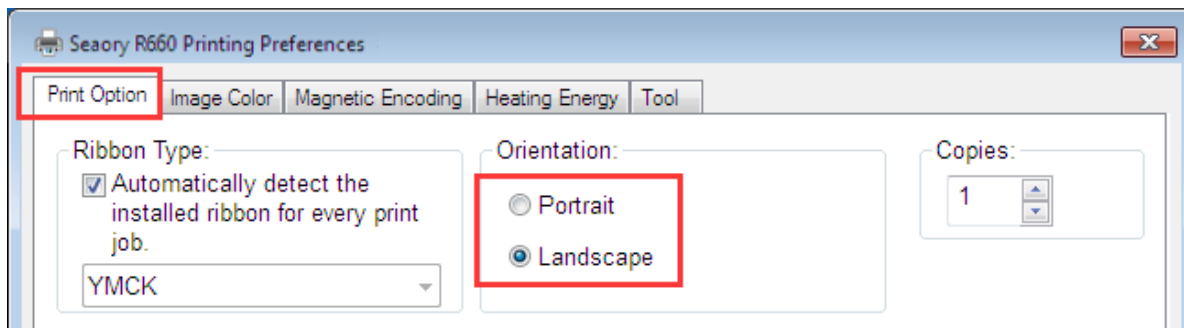 Seaory R660 Printing Preferences
Print Option Image Color Magnetic Encoding Heating Energy Tool
Ribbon Type:
Automatically detect the
installed ribbon for every print
job.
YMCK
Orientation:
Portrait
Landscape
Copies:
1